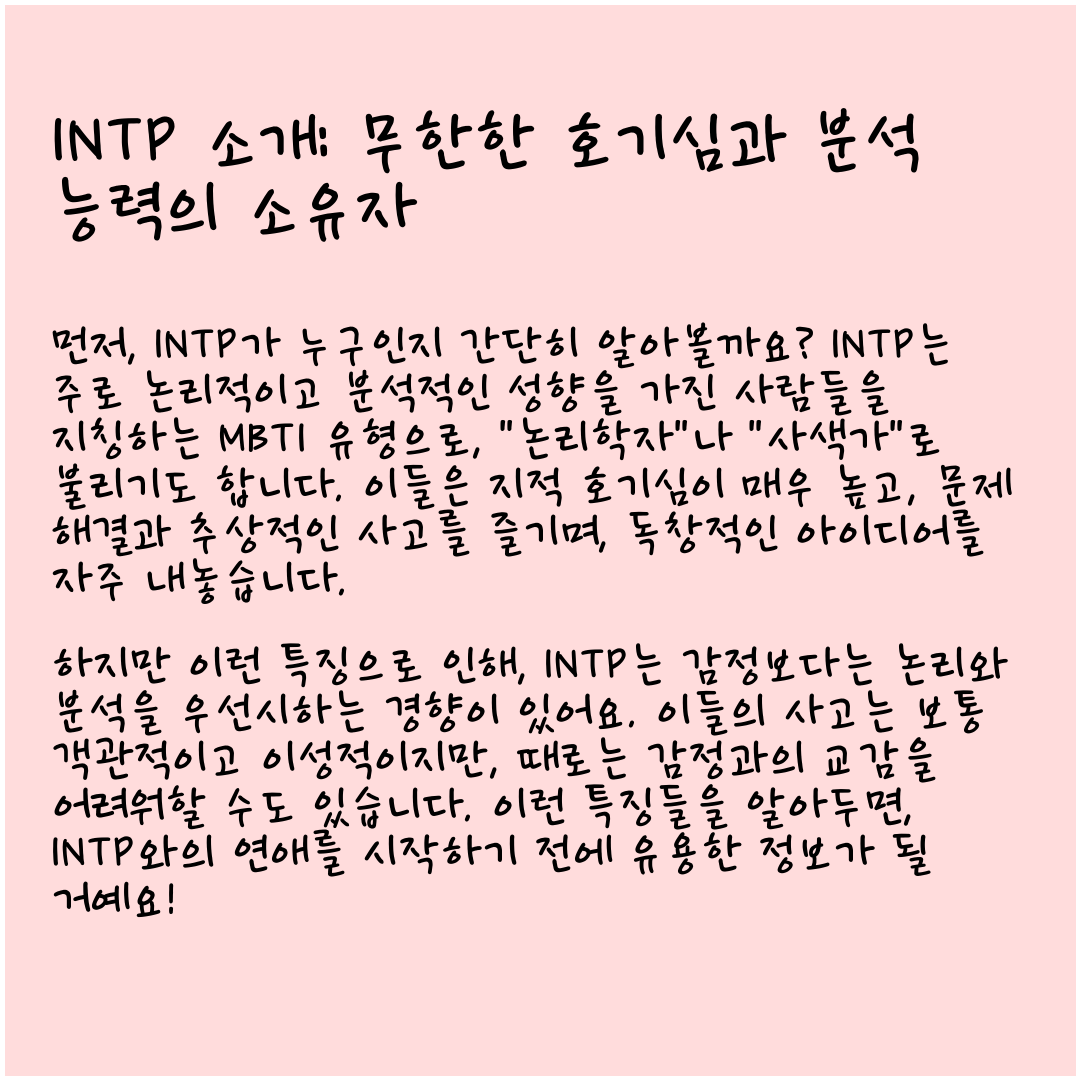 INTP 소개: 무한한 호기심과 분석
능력의 소유자
먼저, INTP가 누구인지 간단히 알아볼까요? INTP는
주로 논리적이고 분석적인 성향을 가진 사람들을
지칭하는 MBTI 유형으로, "논리학자"나 "사색가"로
불리기도 합니다. 이들은 지적 호기심이 매우 높고, 문제
해결과 추상적인 사고를 즐기며, 독창적인 아이디어를
자주 내놓습니다.
하지만 이런 특징으로 인해, INTP는 감정보다는 논리와
분석을 우선시하는 경향이 있어요. 이들의 사고는 보통
객관적이고 이성적이지만, 때로는 감정과의 교감을
어려워할 수도 있습니다. 이런 특징들을 알아두면,
INTP와의 연애를 시작하기 전에 유용한 정보가 될
거예요!